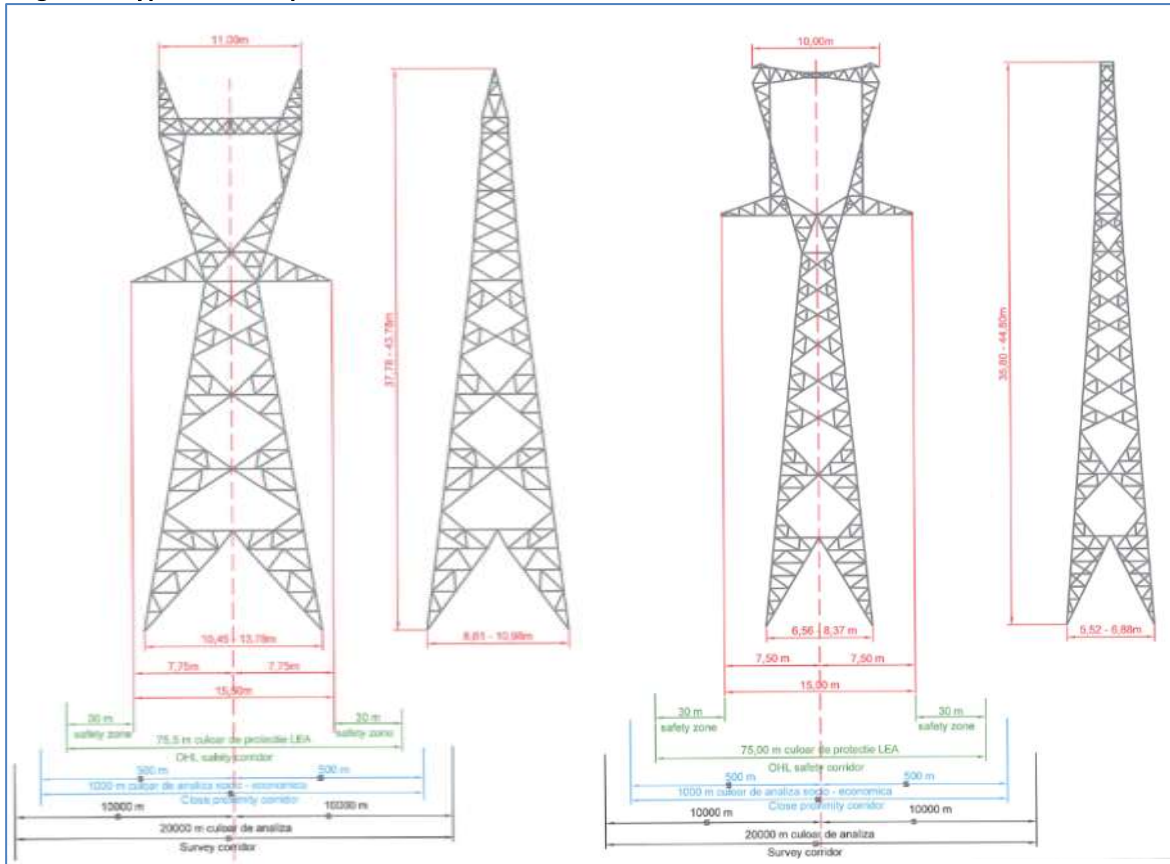 11,00m
37,78 - 43,78m
10,45 - 13,78m
7,75m
7,75m
15,50m
30 m
safety zone
30 m
safety zone
75,5 m culoar de protectie LEA
OHL safety corridor
500 m
500 m
1000 m culoar de analiza socio - economica
Close proximity corridor
10000 m
10000 m
20000 m culoar de analiza
Survey corridor
10,00m
35,80 - 44,80m
6,56 - 8,37 m
5,52 - 6,88m
7,50 m
7,50 m
15,00 m
30 m
safety zone
30 m
safety zone
75,00 m culoar de protectie LEA
OHL safety corridor
500 m
500 m
1000 m culoar de analiza socio - economica
Close proximity corridor
10000 m
10000 m
20000 m culoar de analiza
Survey corridor